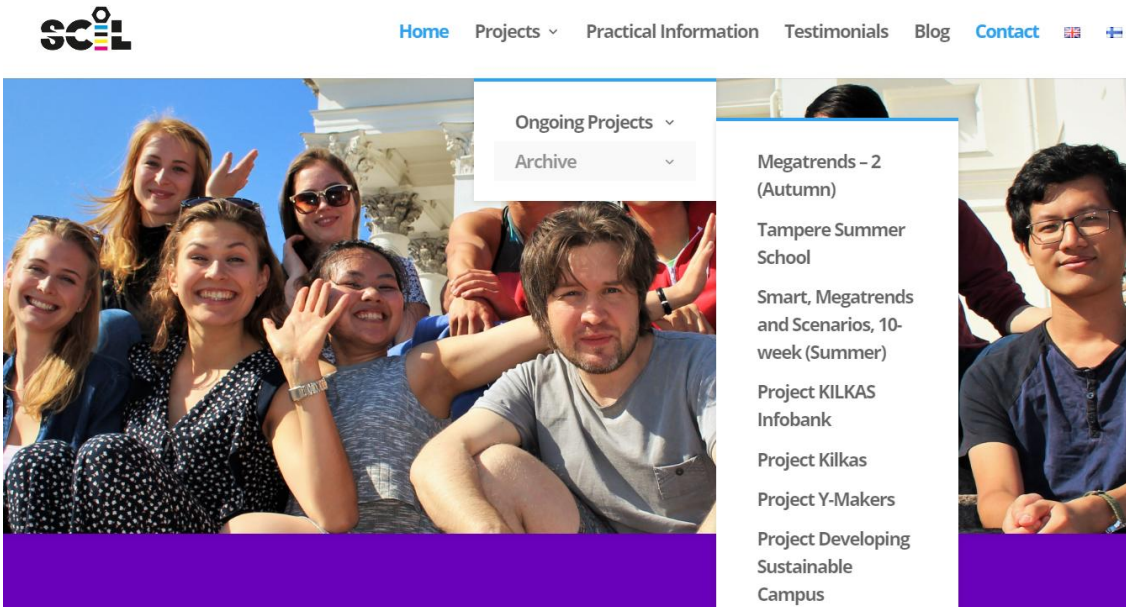 SCiL
Home Projects Practical Information Testimonials Blog Contact
Ongoing Projects
Archive
Megatrends – 2
(Autumn)
Tampere Summer
School
Smart, Megatrends
and Scenarios, 10-
week (Summer)
Project KILKAS
Infobank
Project Kilkas
Project Y-Makers
Project Developing
Sustainable
Campus